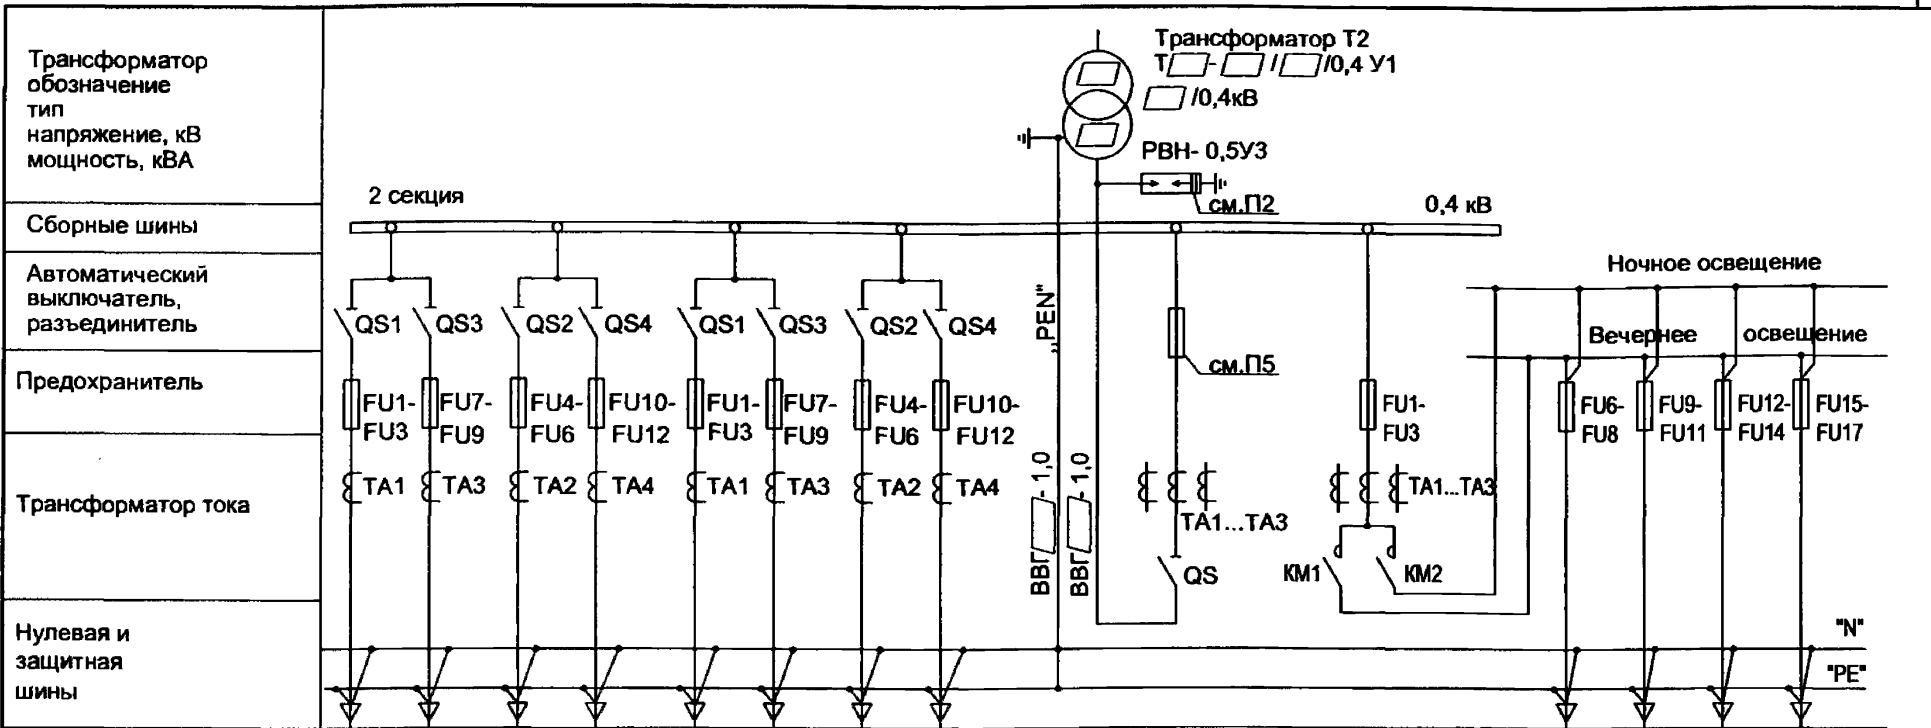 Трансформатор
обозначение
тип
напряжение, кВ
мощность, кВА
Трансформатор Т2
Т - / /0,4 У1
/0,4кВ
РВН- 0,5У3
см.П2
2 секция
0,4 кВ
Сборные шины
Автоматический
выключатель,
разъединитель
QS1
QS3
QS2
QS4
QS1
QS3
QS2
QS4
„PEN"
см.П5
Ночное освещение
Вечернее освещение
Предохранитель
FU1-
FU3
FU7-
FU9
FU4-
FU6
FU10-
FU12
FU1-
FU3
FU7-
FU9
FU4-
FU6
FU10-
FU12
FU1-
FU3
FU6-
FU8
FU9-
FU11
FU12-
FU14
FU15-
FU17
Трансформатор тока
TA1
TA3
TA2
TA4
TA1
TA3
TA2
TA4
ВВГ - 1,0
ВВГ - 1,0
TA1...TA3
TA1...TA3
QS
КМ1
КМ2
Нулевая и
защитная
шины
"N"
"PE"